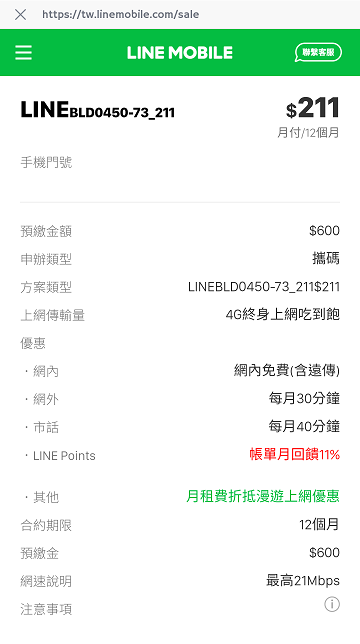 https://tw.linemobile.com/sale
LINE MOBILE
聯繫客服
LINEBLD0450-73_211
$211
月付/12個月
手機門號
預繳金額 $600
申辦類型 攜碼
方案類型 LINEBLD0450-73_211$211
上網傳輸量 4G終身上網吃到飽
優惠
・網內 網內免費(含遠傳)
・網外 每月30分鐘
・市話 每月40分鐘
・LINE Points 帳單月回饋11%
・其他 月租費折抵漫遊上網優惠
合約期限 12個月
預繳金 $600
網速說明 最高21Mbps
注意事項